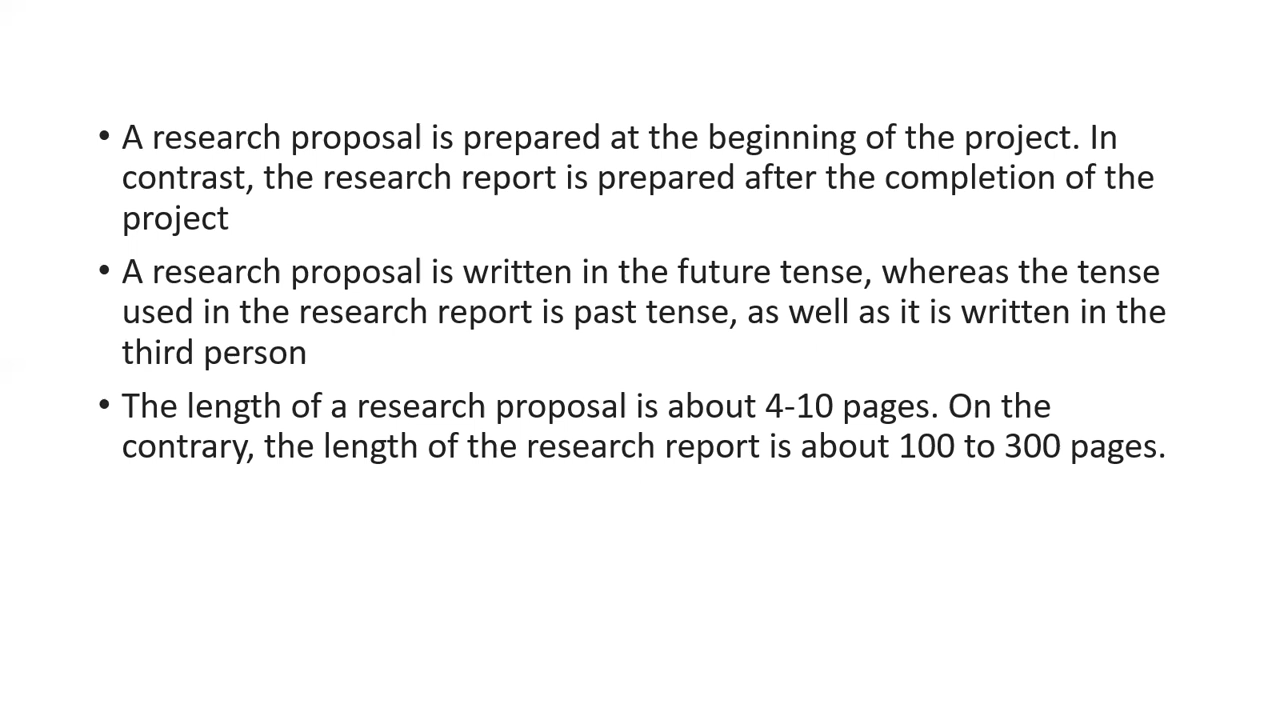 • A research proposal is prepared at the beginning of the project. In
contrast, the research report is prepared after the completion of the
project
• A research proposal is written in the future tense, whereas the tense
used in the research report is past tense, as well as it is written in the
third person
• The length of a research proposal is about 4-10 pages. On the
contrary, the length of the research report is about 100 to 300 pages.